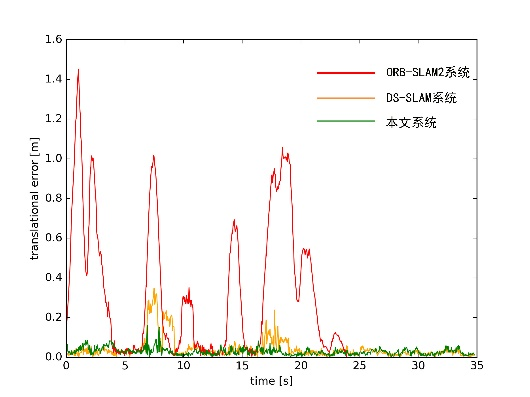 1.6
1.4
1.2
1.0
0.8
0.6
0.4
0.2
0.0
translational error [m]
ORB-SLAM2系统
DS-SLAM系统
本文系统
0 5 10 15 20 25 30 35
time [s]